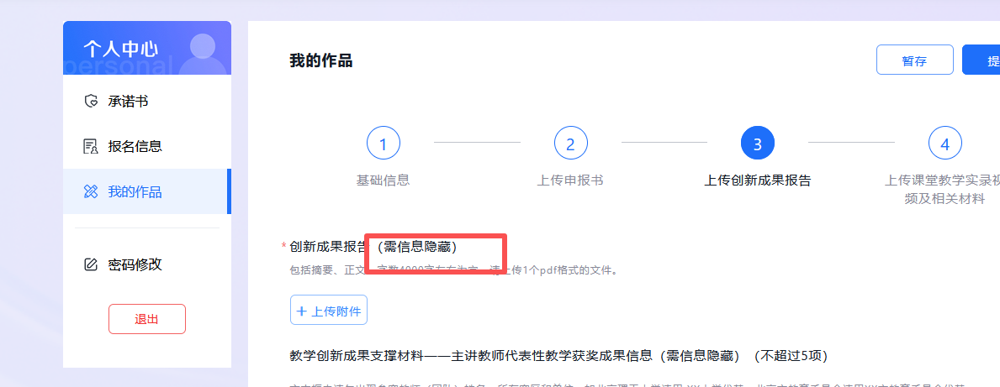 个人中心
personal
承诺书
报名信息
我的作品
密码修改
退出
我的作品
暂存
提
1
2
3
4
基础信息
上传申报书
上传创新成果报告
上传课堂教学实录视
频及相关材料
* 创新成果报告（需信息隐藏）
包括摘要、正文，字数4000字左右为宜，请上传1个pdf格式的文件。
+ 上传附件
教学创新成果支撑材料——主讲教师代表性教学获奖成果信息（需信息隐藏）（不超过5项）